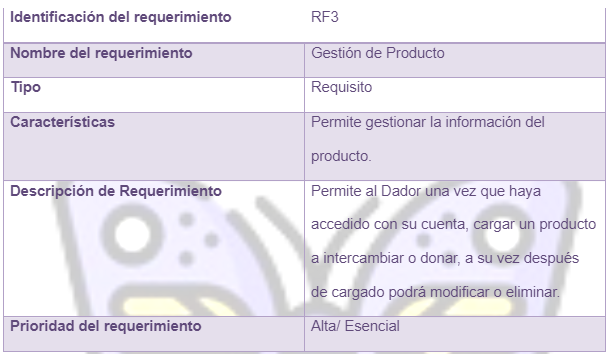 Identificación del requerimiento RF3
Nombre del requerimiento Gestión de Producto
Tipo Requisito
Características Permite gestionar la información del
producto.
Descripción de Requerimiento Permite al Dador una vez que haya
accedido con su cuenta, cargar un producto
a intercambiar o donar, a su vez después
de cargado podrá modificar o eliminar.
Prioridad del requerimiento Alta/ Esencial